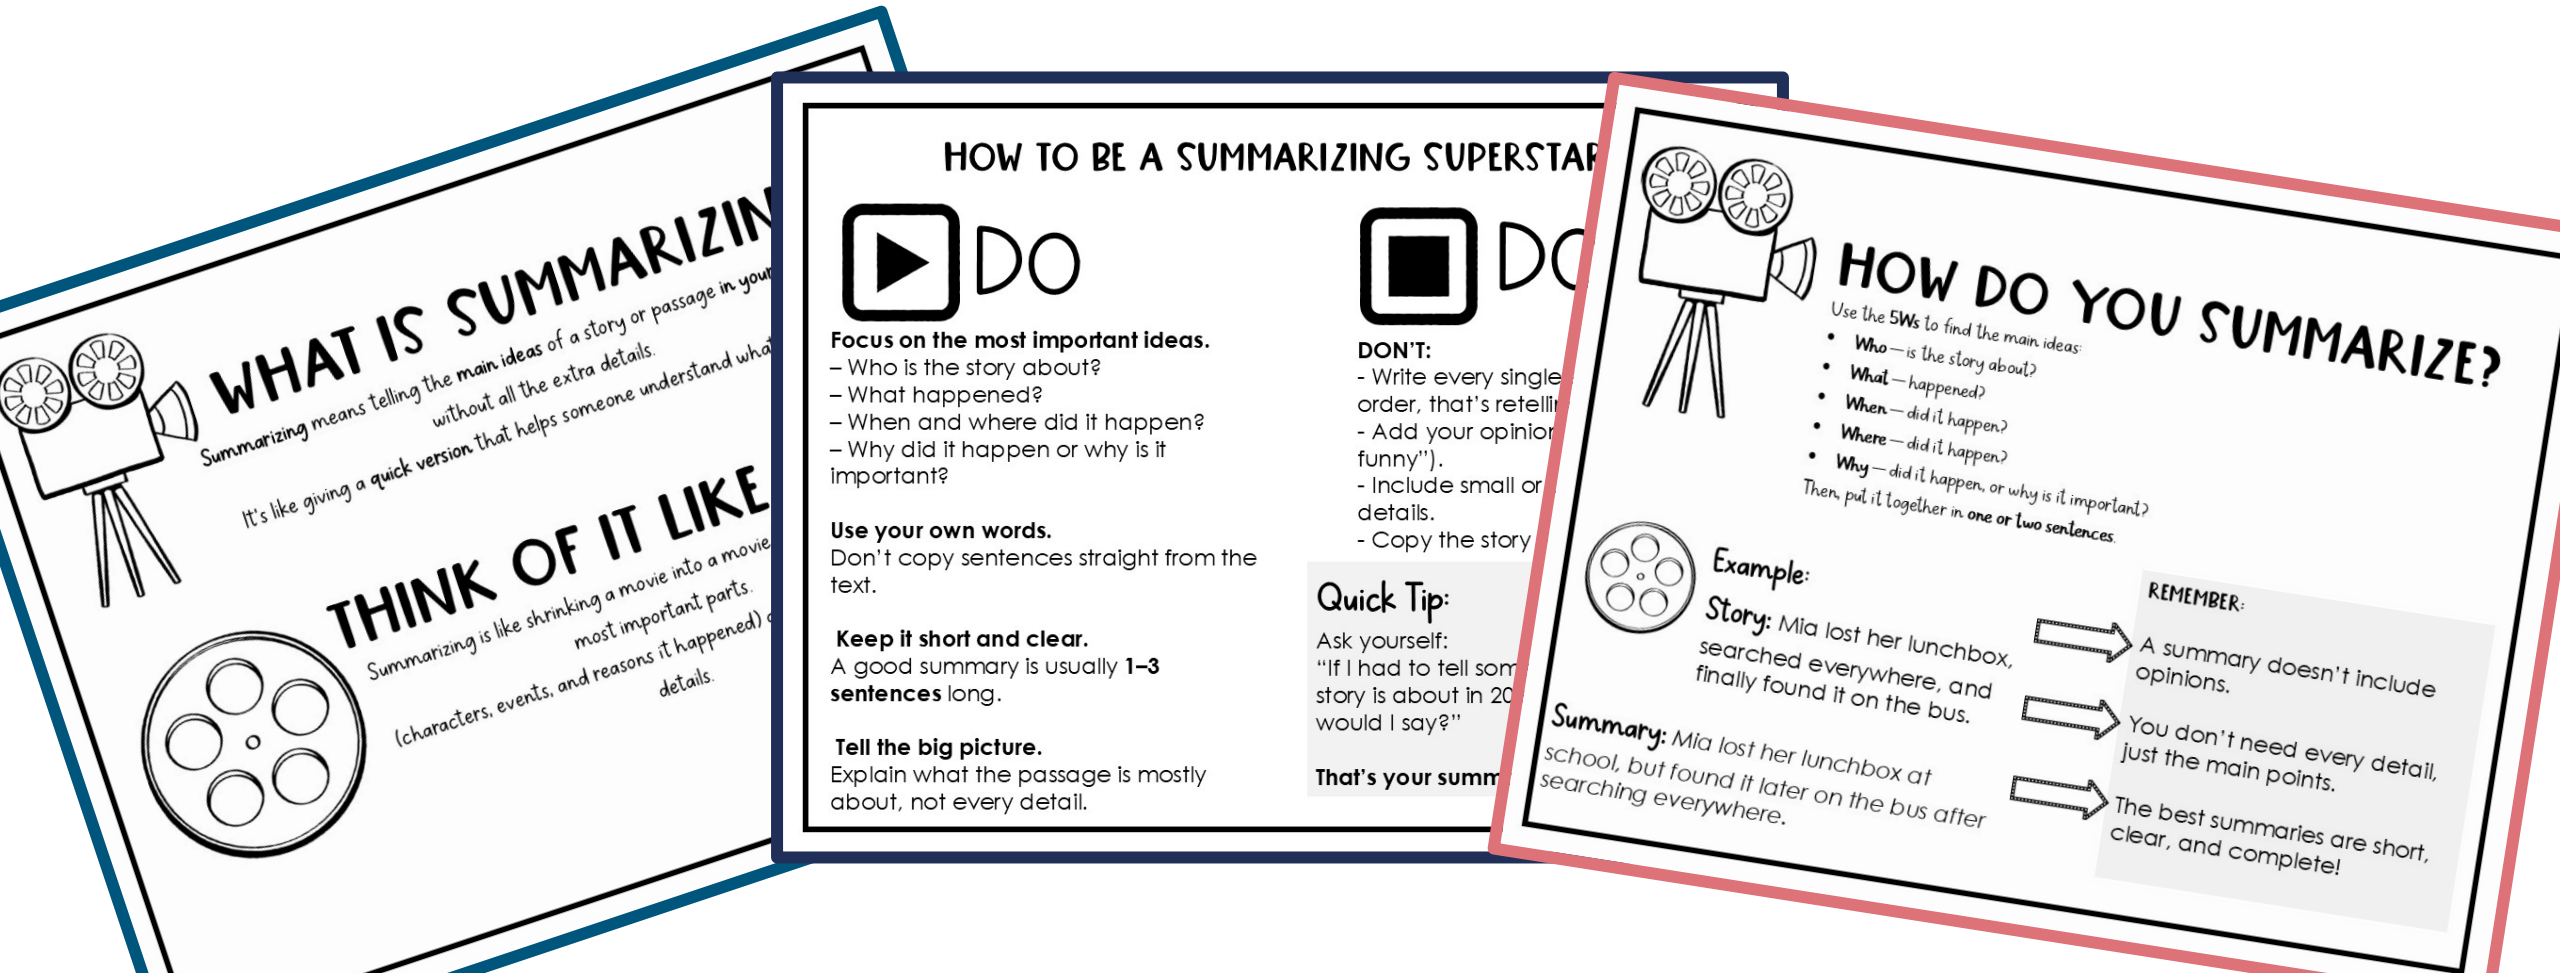 WHAT IS SUMMARIZIN
Summarizing means telling the main ideas of a story or passage in your
without all the extra details.
It's like giving a quick version that helps someone understand what
THINK OF IT LIKE
Summarizing is like shrinking a movie into a movie
most important parts.
(characters, events, and reasons it happened)
details.
HOW TO BE A SUMMARIZING SUPERSTAR
DO
Focus on the most important ideas.
– Who is the story about?
– What happened?
– When and where did it happen?
– Why did it happen or why is it
important?
Use your own words.
Don't copy sentences straight from the
text.
Keep it short and clear.
A good summary is usually 1–3
sentences long.
Tell the big picture.
Explain what the passage is mostly
about, not every detail.
DO
DON'T:
- Write every single
order, that's retellin
- Add your opinion
funny").
- Include small or
details.
- Copy the story
Quick Tip:
Ask yourself:
"If I had to tell som
story is about in 20
would I say?"
That's your summ
HOW DO YOU SUMMARIZE?
Use the 5Ws to find the main ideas:
• Who – is the story about?
• What – happened?
• When – did it happen?
• Where – did it happen?
• Why – did it happen, or why is it important?
Then, put it together in one or two sentences.
Example:
Story: Mia lost her lunchbox,
searched everywhere, and
finally found it on the bus.
Summary: Mia lost her lunchbox at
school, but found it later on the bus after
searching everywhere.
REMEMBER:
A summary doesn't include
opinions.
You don't need every detail,
just the main points.
The best summaries are short,
clear, and complete!